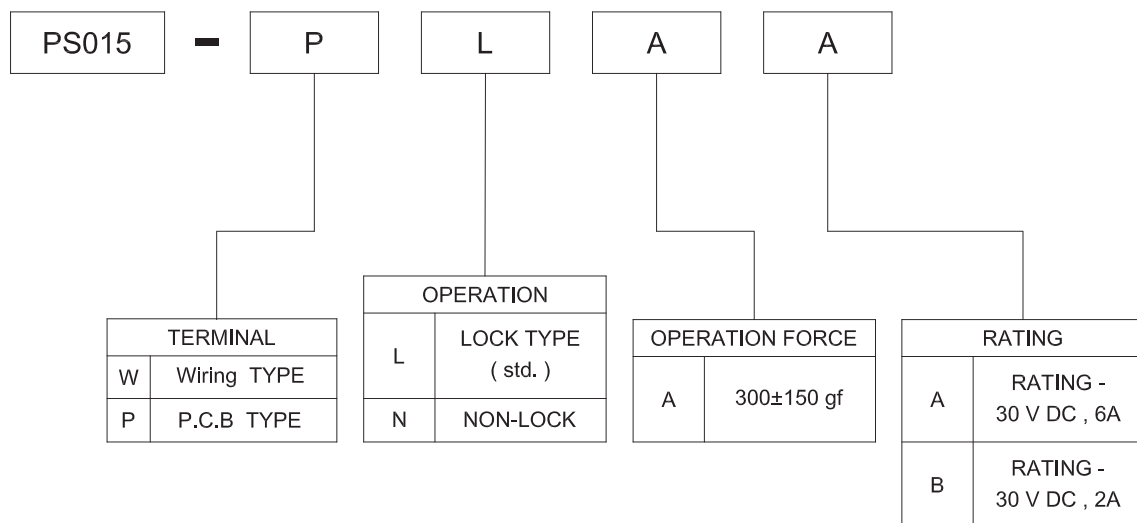 PS015 - P L A A
TERMINAL
W Wiring TYPE
P P.C.B TYPE
OPERATION
L LOCK TYPE
( std. )
N NON-LOCK
OPERATION FORCE
A 300±150 gf
RATING
A RATING -
30 V DC , 6A
B RATING -
30 V DC , 2A